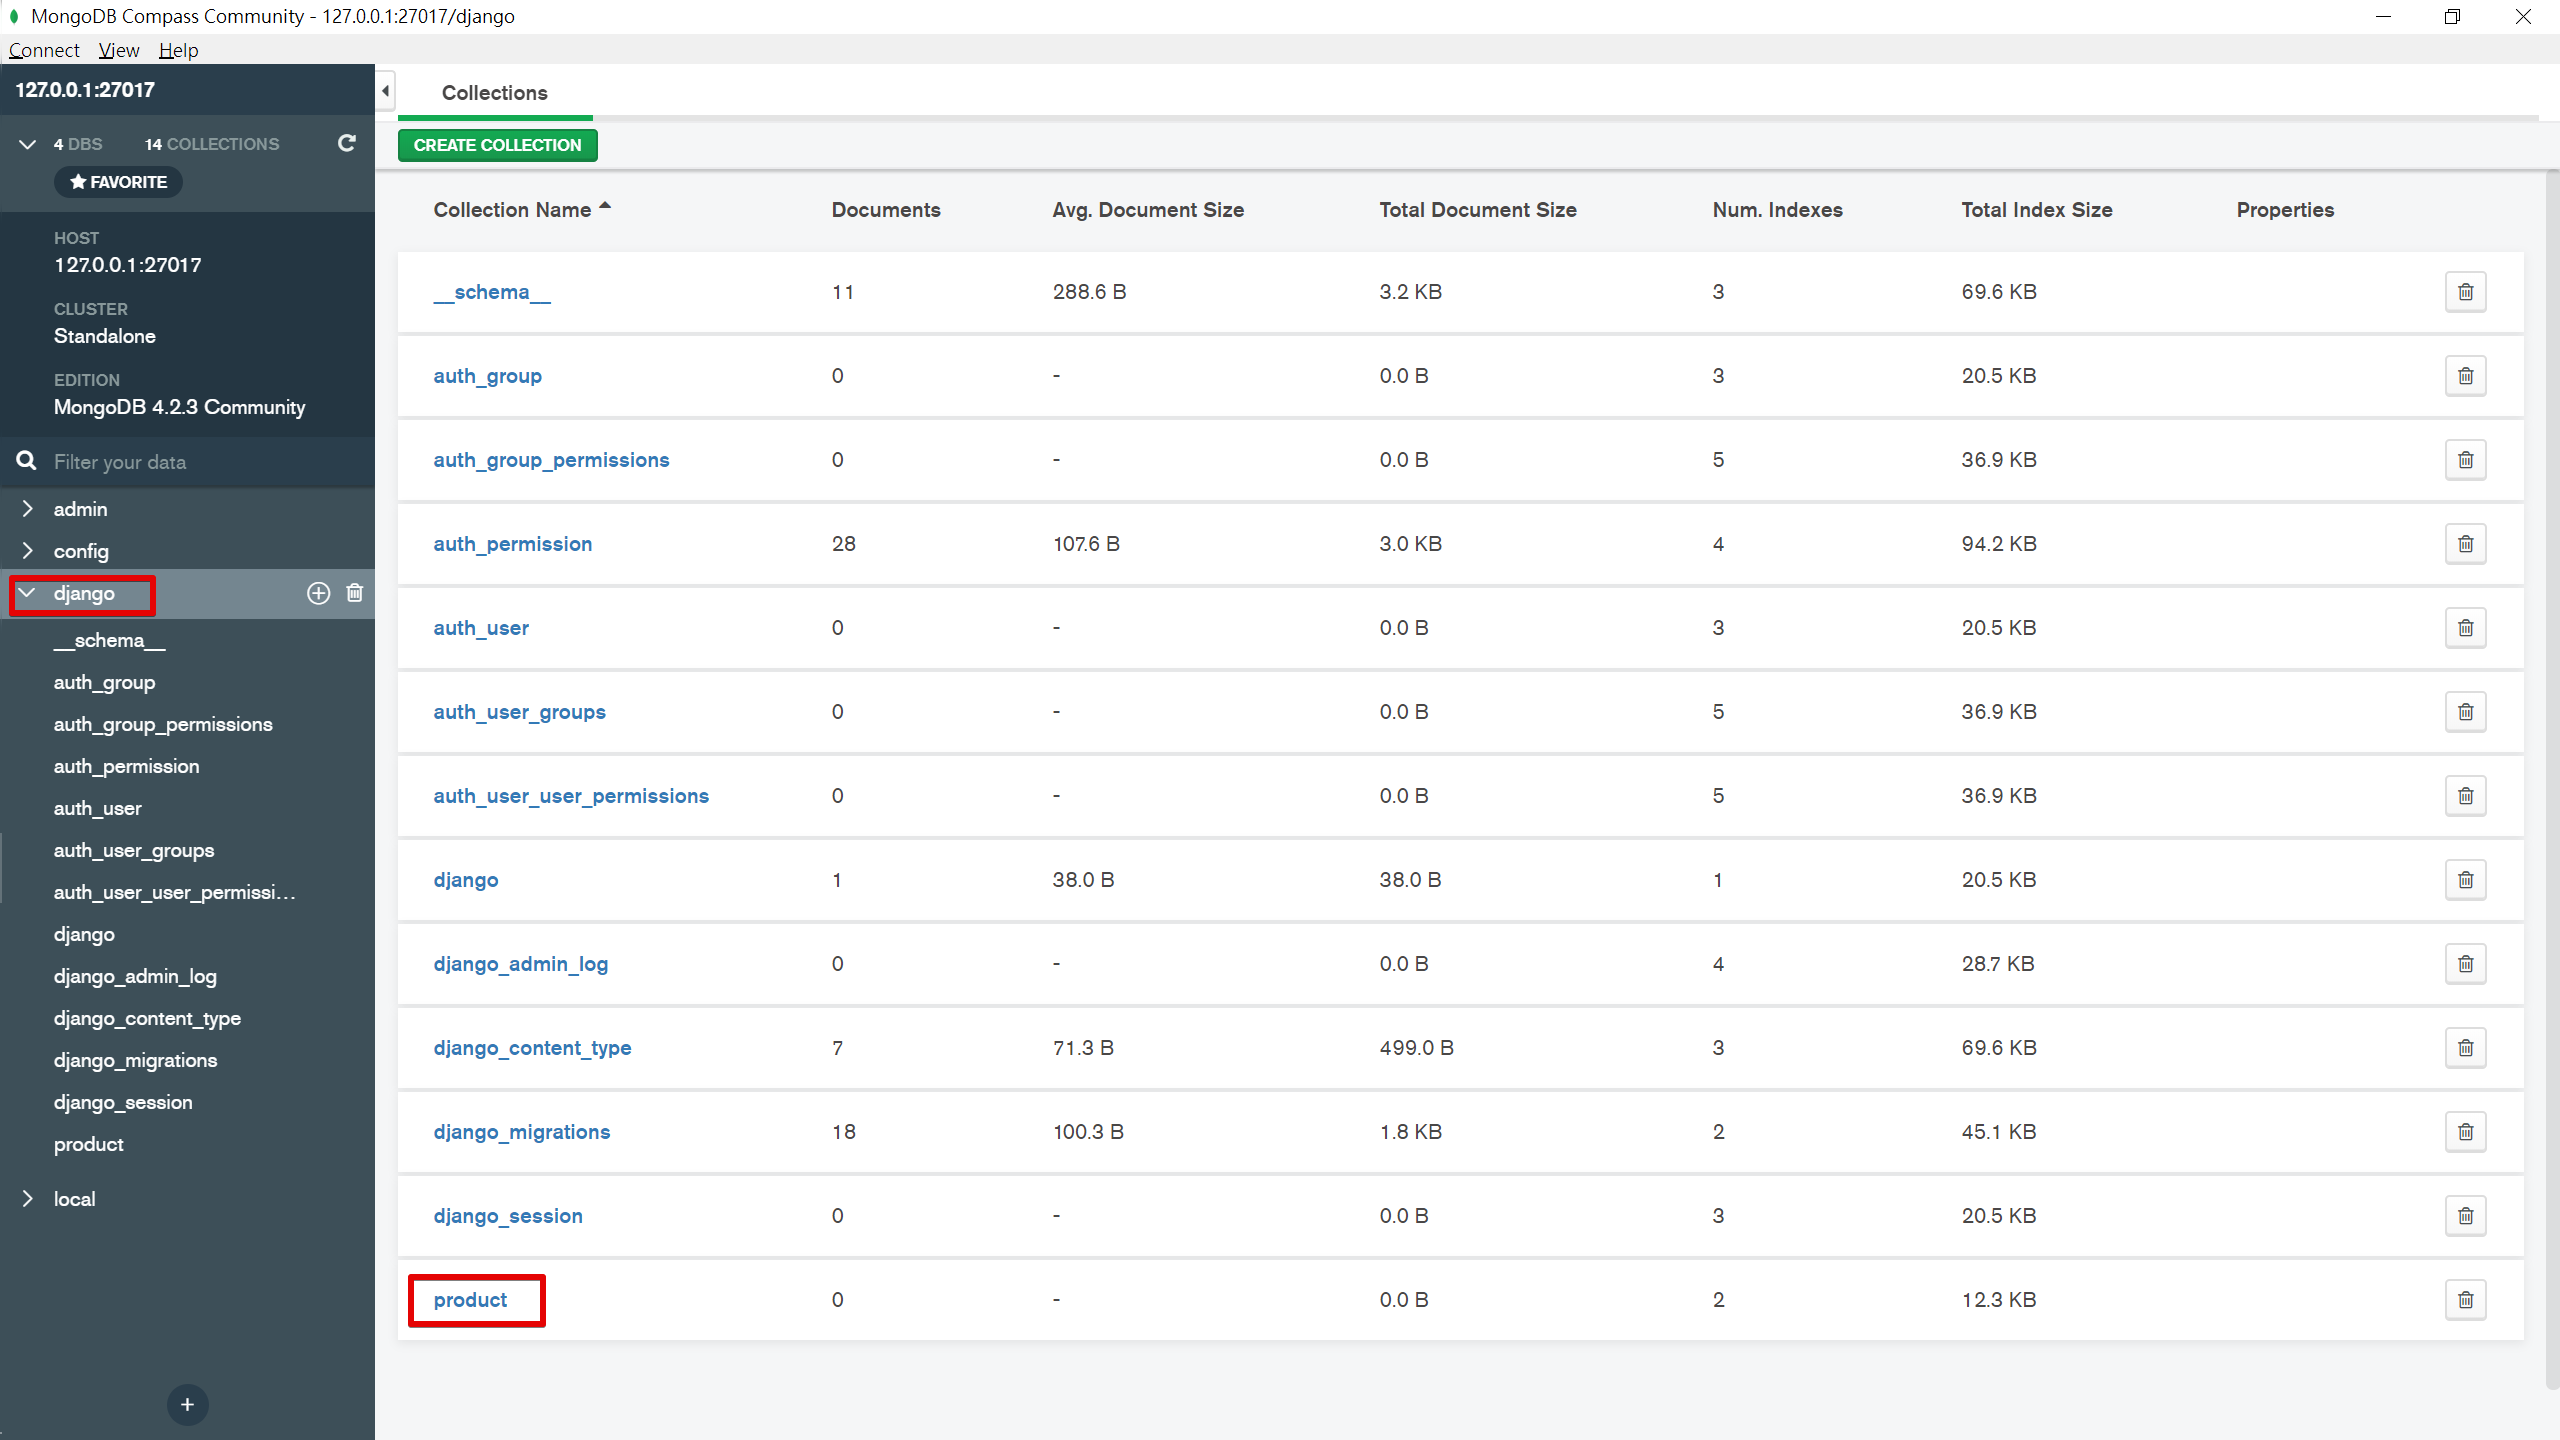 MongoDB Compass Community - 127.0.0.1:27017/django
Connect View Help
127.0.0.1:27017
4 DBS 14 COLLECTIONS
FAVORITE
HOST
127.0.0.1:27017
CLUSTER
Standalone
EDITION
MongoDB 4.2.3 Community
Filter your data
admin
config
django
__schema__
auth_group
auth_group_permissions
auth_permission
auth_user
auth_user_groups
auth_user_user_permissi...
django
django_admin_log
django_content_type
django_migrations
django_session
product
local
Collections
CREATE COLLECTION
Collection Name Documents Avg. Document Size Total Document Size Num. Indexes Total Index Size Properties
__schema__ 11 288.6 B 3.2 KB 3 69.6 KB
auth_group 0 - 0.0 B 3 20.5 KB
auth_group_permissions 0 - 0.0 B 5 36.9 KB
auth_permission 28 107.6 B 3.0 KB 4 94.2 KB
auth_user 0 - 0.0 B 3 20.5 KB
auth_user_groups 0 - 0.0 B 5 36.9 KB
auth_user_user_permissions 0 - 0.0 B 5 36.9 KB
django 1 38.0 B 38.0 B 1 20.5 KB
django_admin_log 0 - 0.0 B 4 28.7 KB
django_content_type 7 71.3 B 499.0 B 3 69.6 KB
django_migrations 18 100.3 B 1.8 KB 2 45.1 KB
django_session 0 - 0.0 B 3 20.5 KB
product 0 - 0.0 B 2 12.3 KB